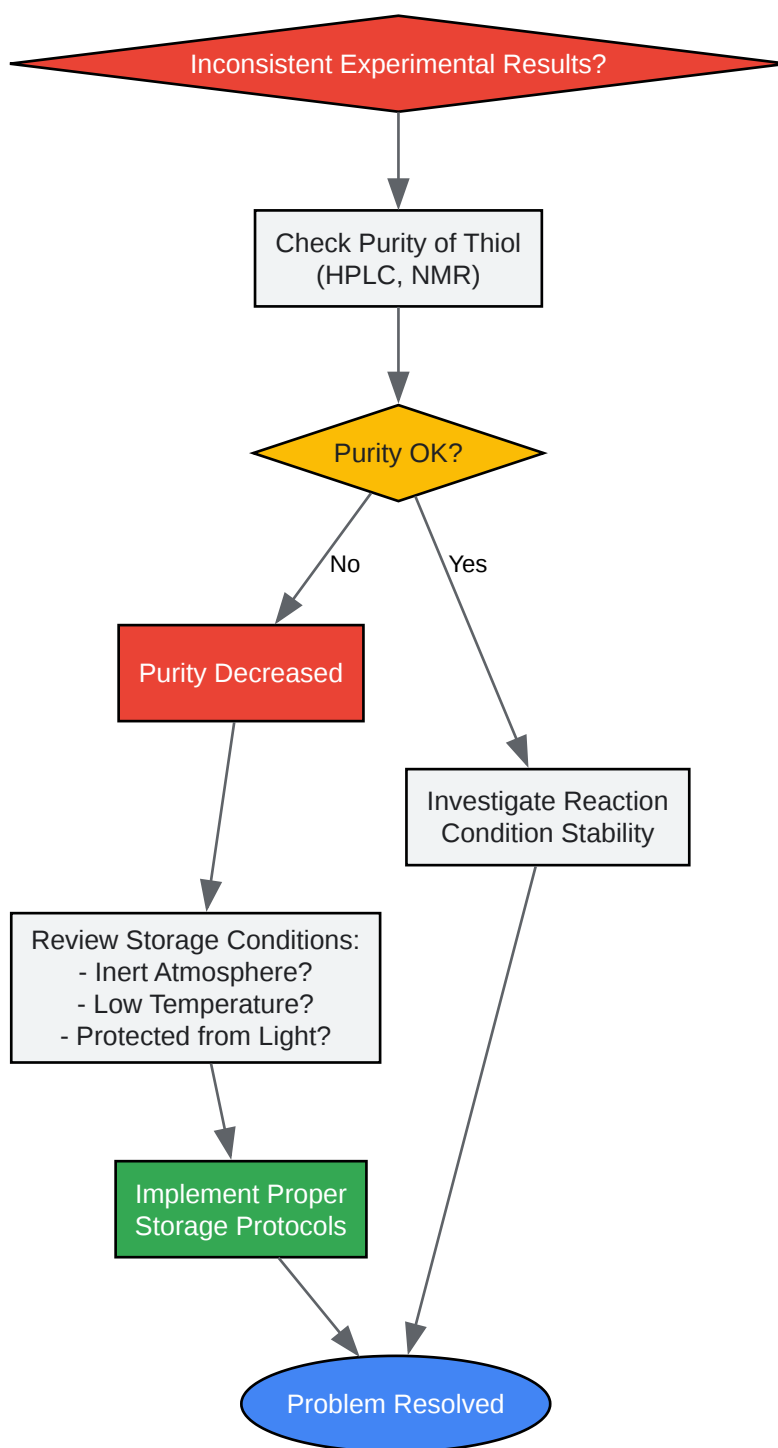 Inconsistent Experimental Results?
Check Purity of Thiol
(HPLC, NMR)
Purity OK?
No
Yes
Purity Decreased
Investigate Reaction
Condition Stability
Review Storage Conditions:
- Inert Atmosphere?
- Low Temperature?
- Protected from Light?
Implement Proper
Storage Protocols
Problem Resolved